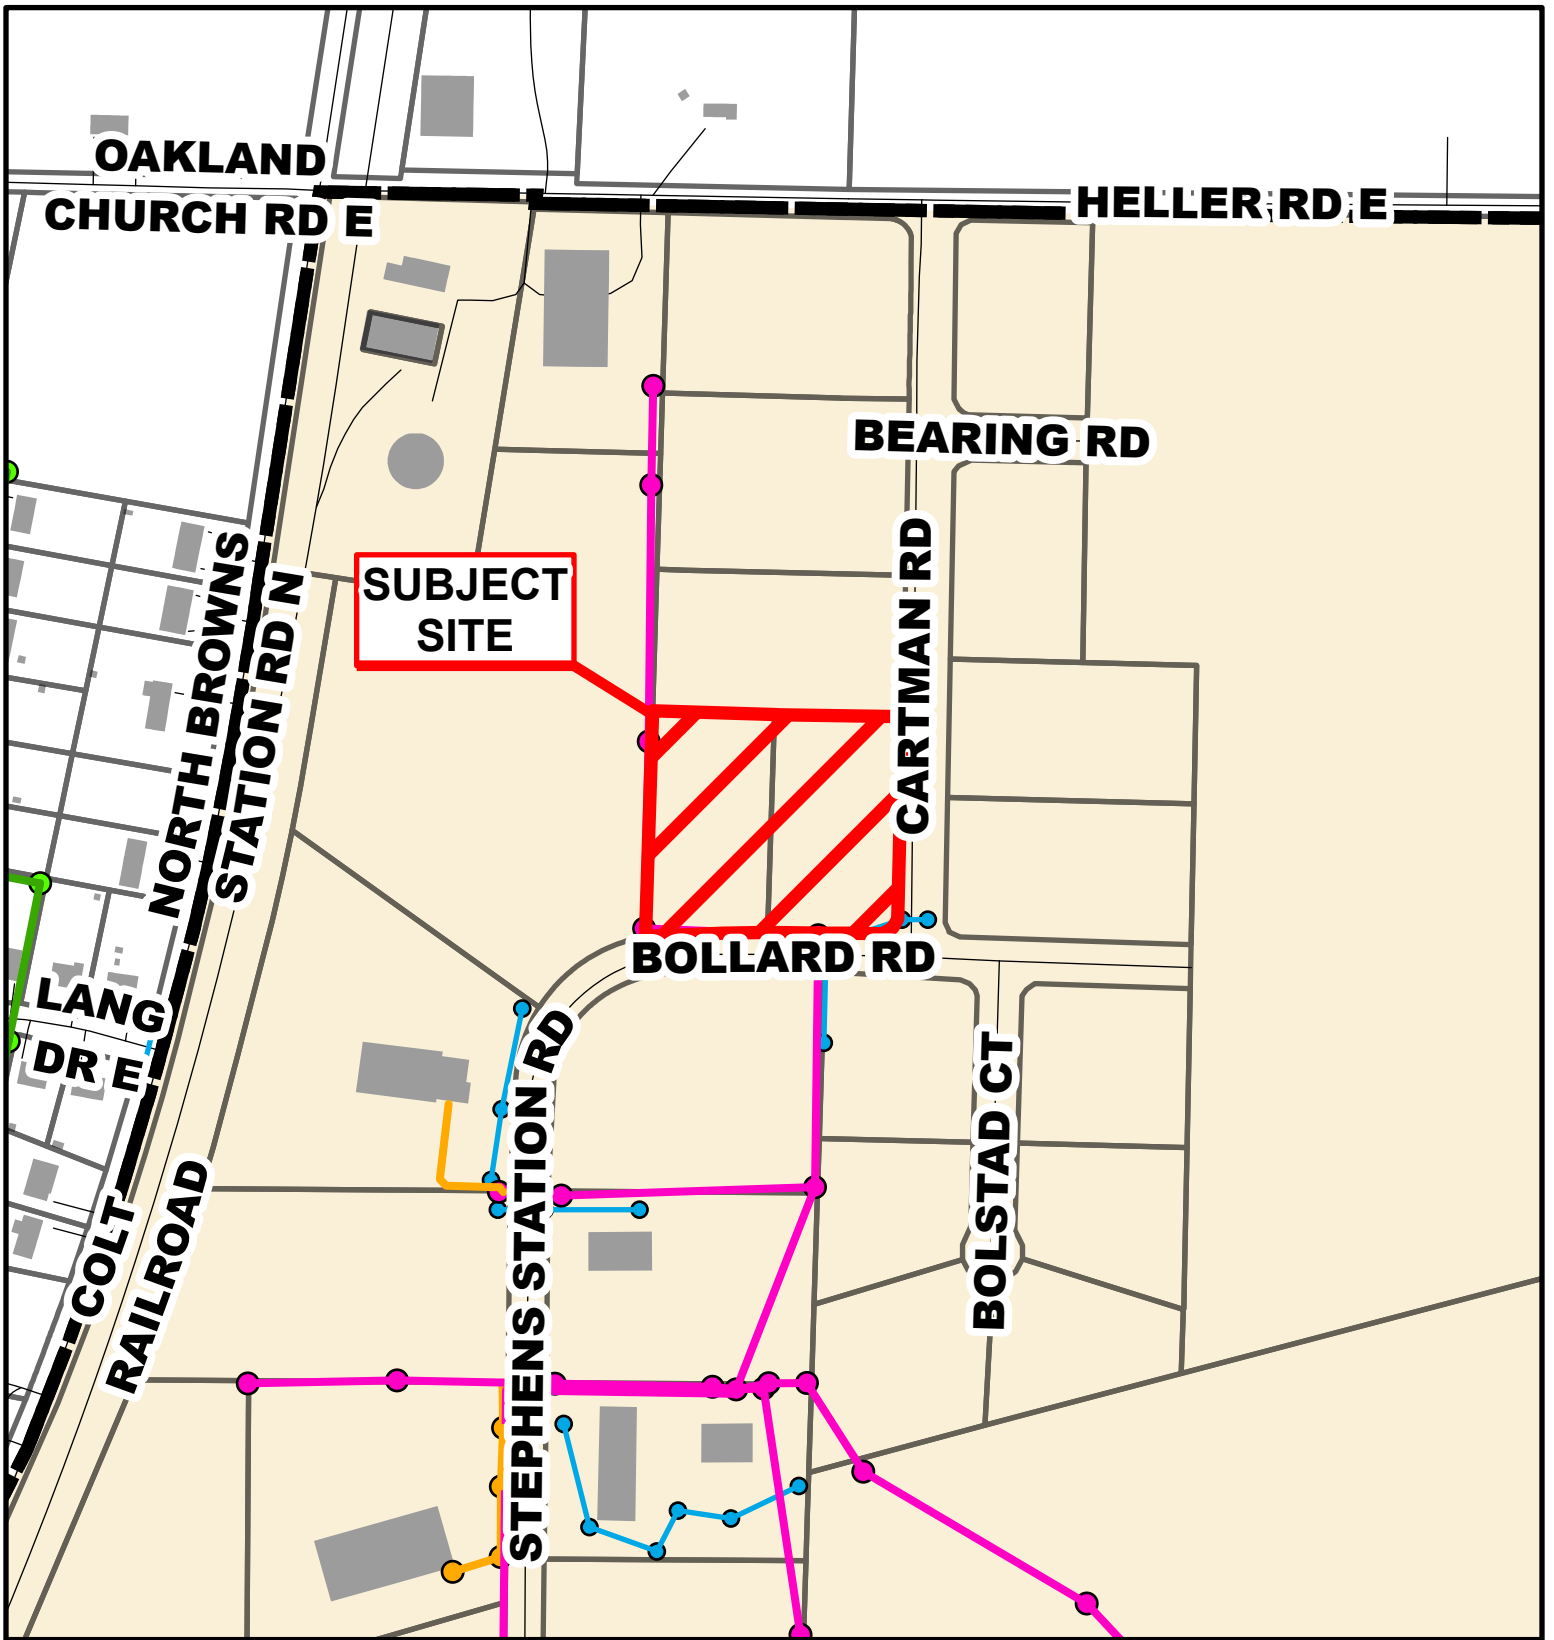 OAKLAND
CHURCH RD E
HELLER RD E
BEARING RD
CARTMAN RD
SUBJECT
SITE
NORTH BROWNS
STATION RD N
BOLLARD RD
LANG
DR E
STEPHENS STATION RD
BOLSTAD CT
COLT
RAILROAD